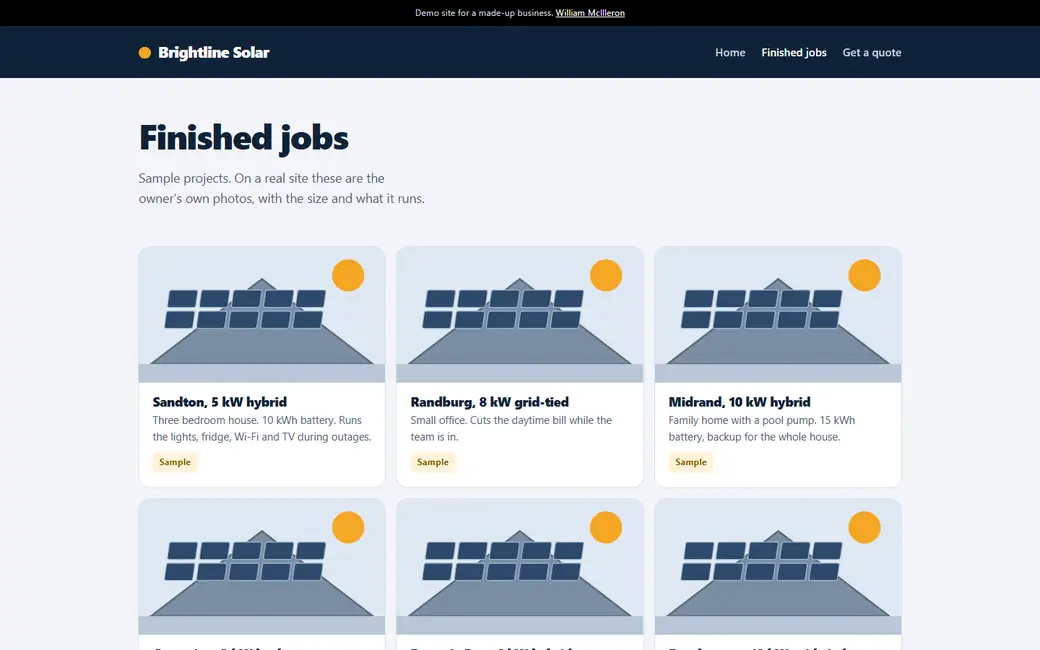 Demo site for a made-up business. William McIlleron
Brightline Solar
Home Finished jobs Get a quote
Finished jobs
Sample projects. On a real site these are the
owner's own photos, with the size and what it runs.
Sandton, 5 kW hybrid
Three bedroom house. 10 kWh battery. Runs
the lights, fridge, Wi-Fi and TV during outages.
Sample
Randburg, 8 kW grid-tied
Small office. Cuts the daytime bill while the
team is in.
Sample
Midrand, 10 kW hybrid
Family home with a pool pump. 15 kWh
battery, backup for the whole house.
Sample